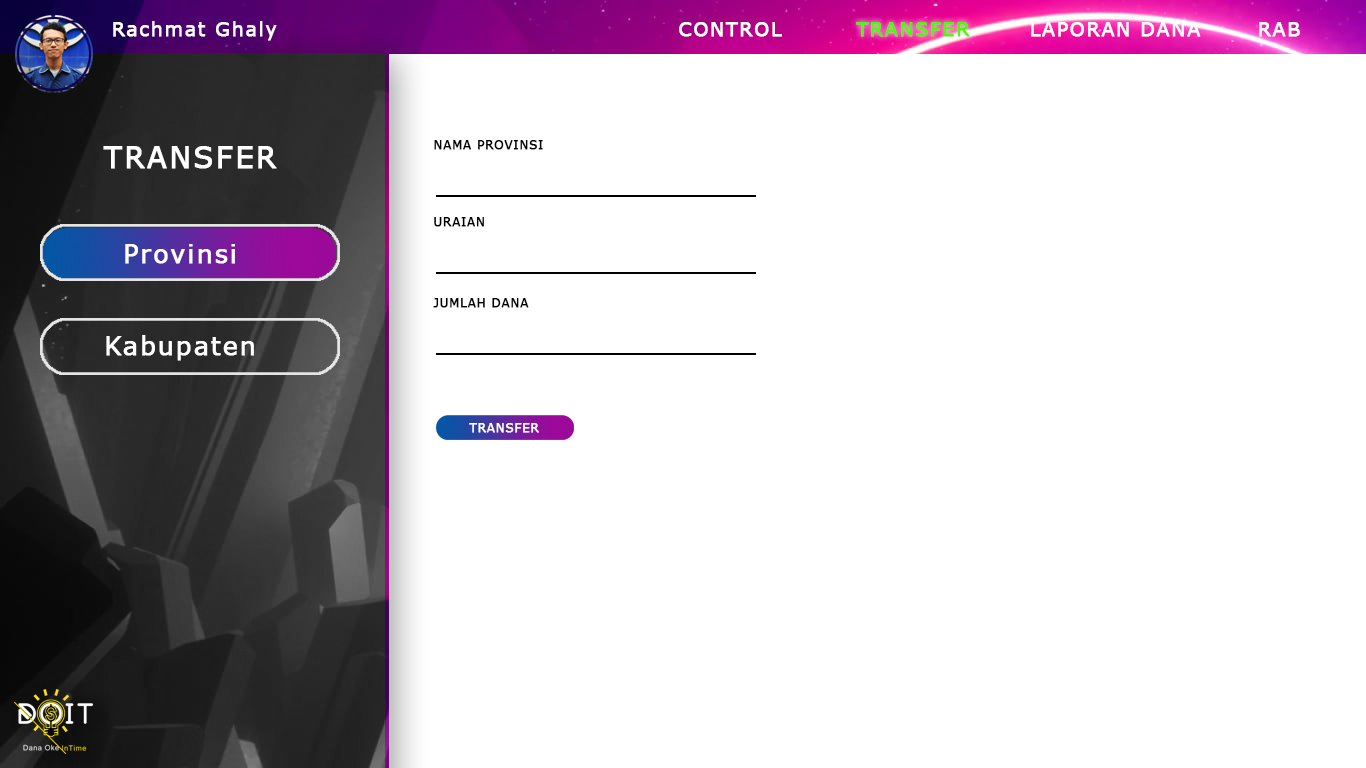 Rachmat Ghaly
CONTROL
TRANSFER
LAPORAN DANA
RAB
TRANSFER
Provinsi
Kabupaten
NAMA PROVINSI
URAIAN
JUMLAH DANA
TRANSFER
DOIT
Dana Oke InTime